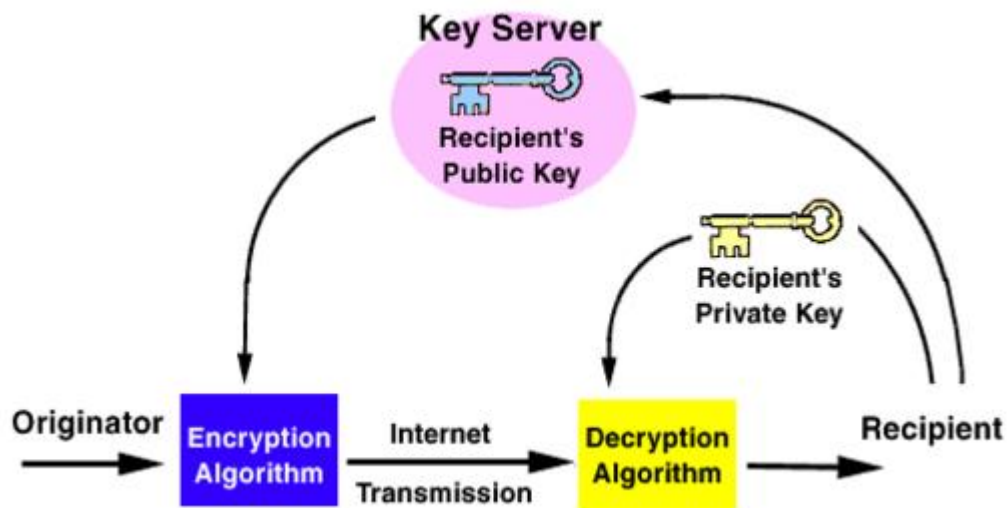 Key Server
Recipient's
Public Key
Recipient's
Private Key
Originator
Encryption
Algorithm
Internet
Transmission
Decryption
Algorithm
Recipient